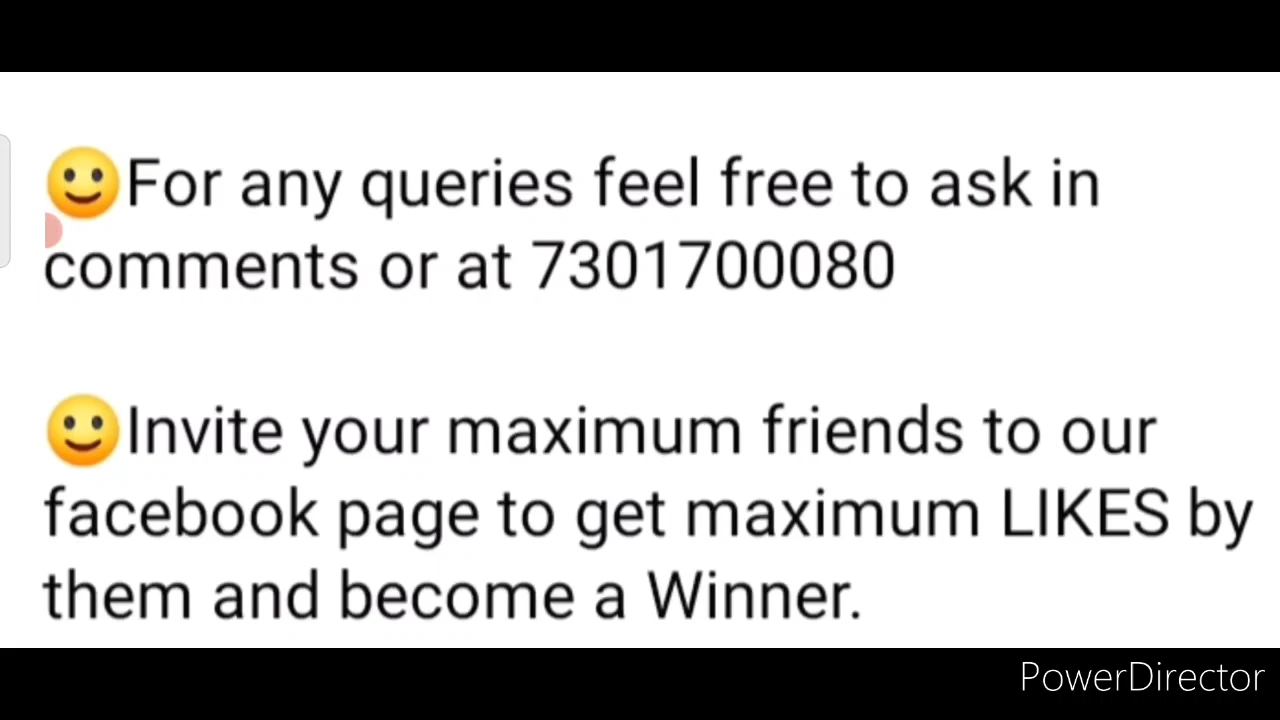 🙂For any queries feel free to ask in
comments or at 7301700080
🙂Invite your maximum friends to our
facebook page to get maximum LIKES by
them and become a Winner.
PowerDirector